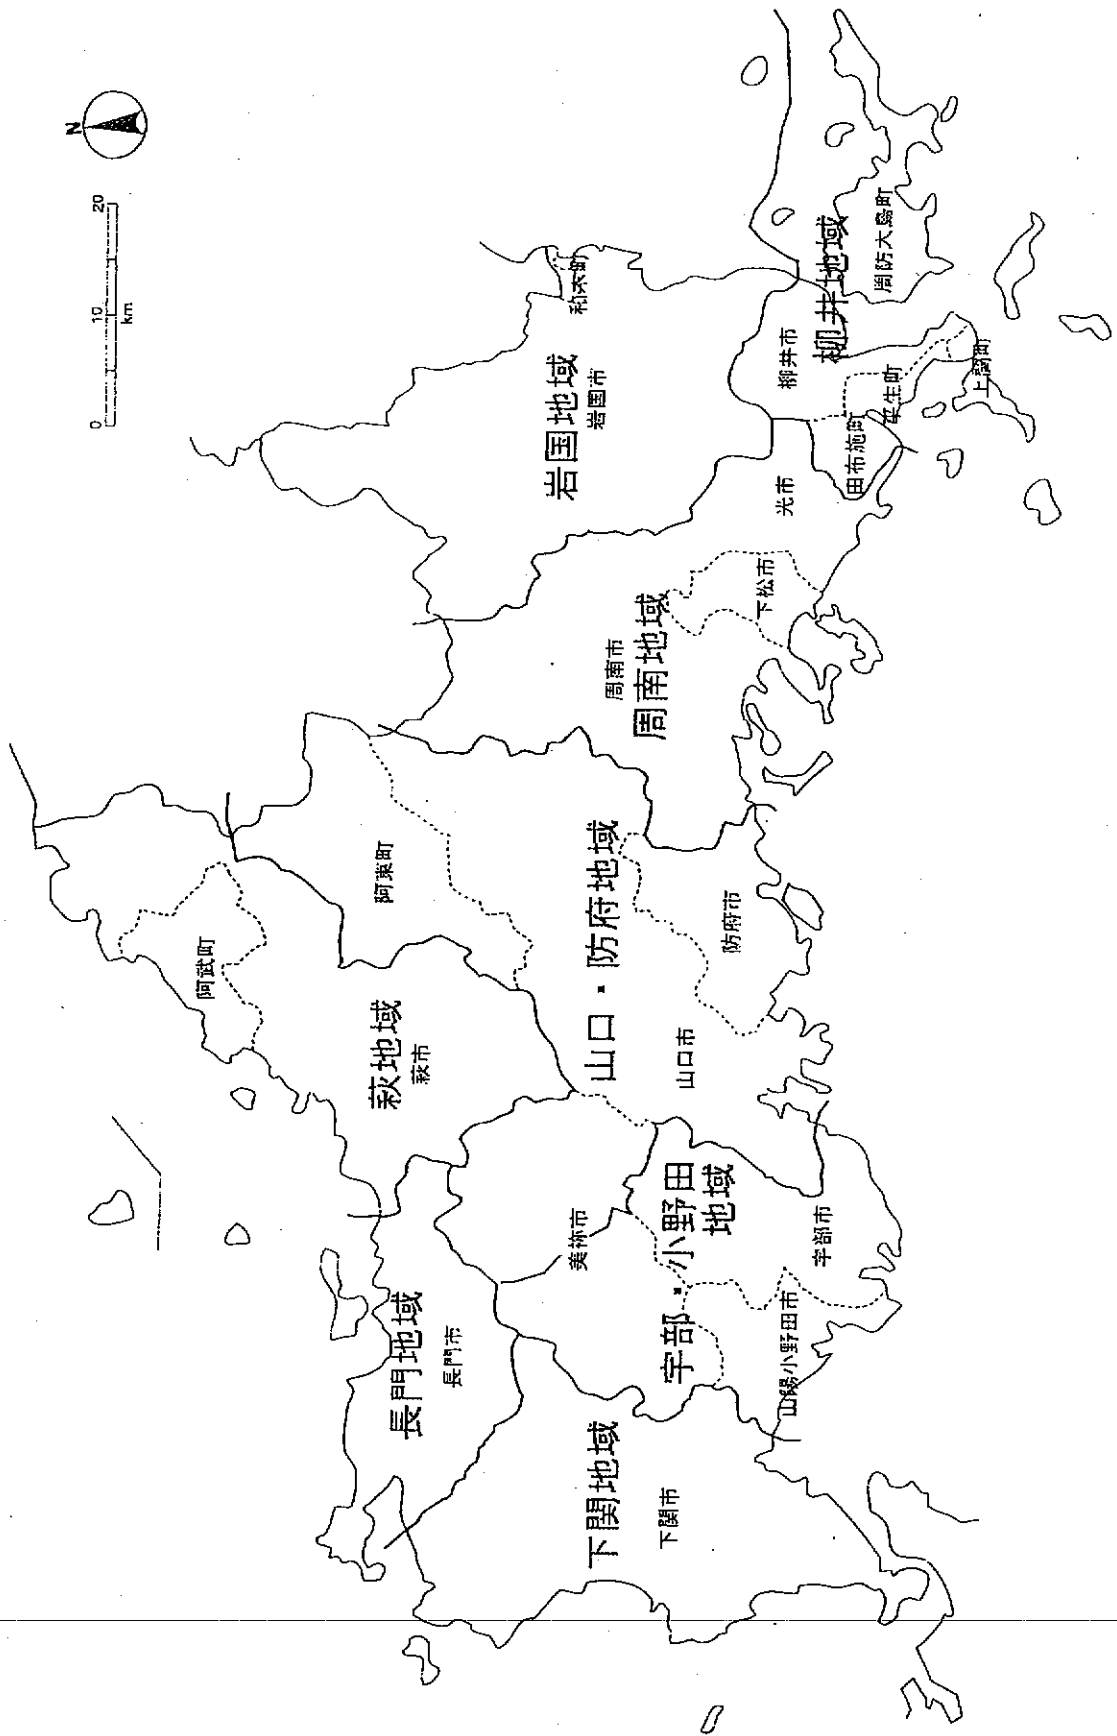 N
0 10 20
km
阿武町
萩地域
萩市
阿東町
長門地域
長門市
岩国地域
岩国市
和木町
山口・防府地域
山口市
防府市
周南市
周南地域
下松市
光市
美祢市
宇部・小野田
地域
宇部市
山陽小野田市
下関地域
下関市
柳井市
柳井地域
周防大島町
田布施町
平生町
上関町